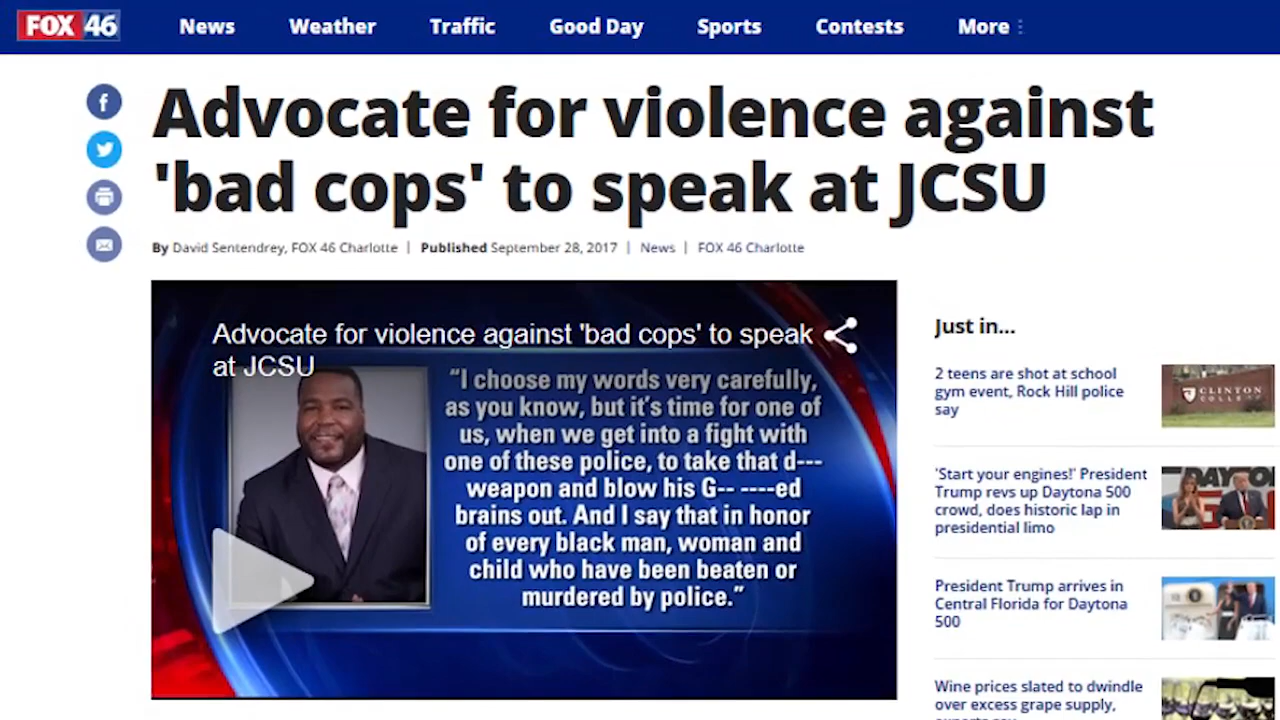 FOX 46
News Weather Traffic Good Day Sports Contests More
Advocate for violence against
'bad cops' to speak at JCSU
By David Sentendrey, FOX 46 Charlotte | Published September 28, 2017 | News | FOX 46 Charlotte
Advocate for violence against 'bad cops' to speak
at JCSU
“I choose my words very carefully,
as you know, but it’s time for one of
us, when we get into a fight with
one of these police, to take that d---
weapon and blow his G-- ----ed
brains out. And I say that in honor
of every black man, woman and
child who have been beaten or
murdered by police.”
Just in...
2 teens are shot at school
gym event, Rock Hill police
say
CLINTON
COLLEGE
'Start your engines!' President
Trump revs up Daytona 500
crowd, does historic lap in
presidential limo
President Trump arrives in
Central Florida for Daytona
500
Wine prices slated to dwindle
over excess grape supply,